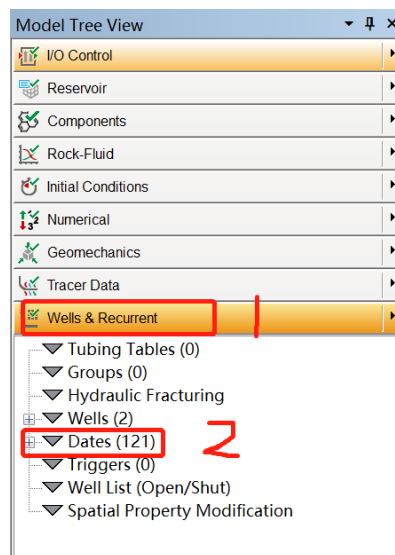 Model Tree View
I/O Control
Reservoir
Components
Rock-Fluid
Initial Conditions
Numerical
Geomechanics
Tracer Data
Wells & Recurrent
1
Tubing Tables (0)
Groups (0)
Hydraulic Fracturing
Wells (2)
Dates (121)
2
Triggers (0)
Well List (Open/Shut)
Spatial Property Modification